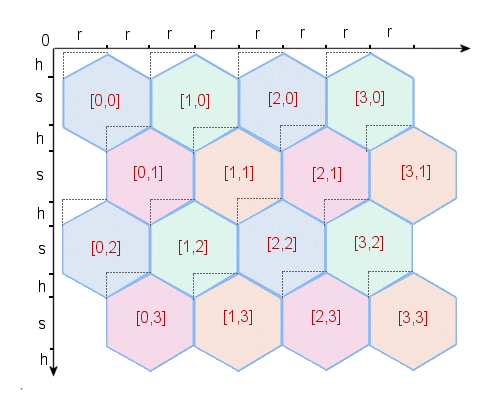 0 r r r r r r r r
h
s [0,0] [1,0] [2,0] [3,0]
h
s [0,1] [1,1] [2,1] [3,1]
h
s [0,2] [1,2] [2,2] [3,2]
h
s [0,3] [1,3] [2,3] [3,3]
h